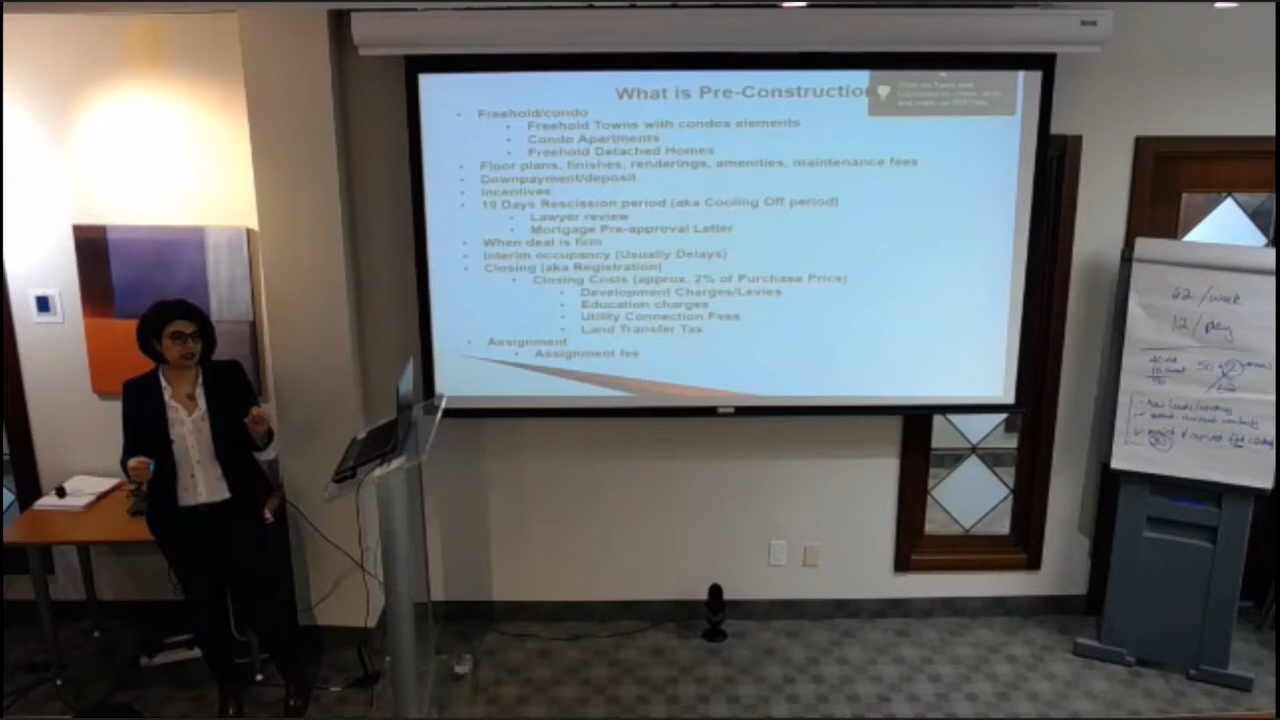 What is Pre-Construction
Freehold/condo
Freehold Towns with condos elements
Condo Apartments
Freehold Detached Homes
Floor plans, finishes, renderings, amenities, maintenance fees
Downpayment/deposit
Incentives
10 Days Rescission period (aka Cooling Off period)
Lawyer review
Mortgage Pre-approval Letter
When deal is firm
Interim occupancy (Usually Delays)
Closing (aka Registration)
Closing Costs (approx. 2% of Purchase Price)
Development Charges/Levies
Education charges
Utility Connection Fees
Land Transfer Tax
Assignment
Assignment fee
62 /week
12 / day
50